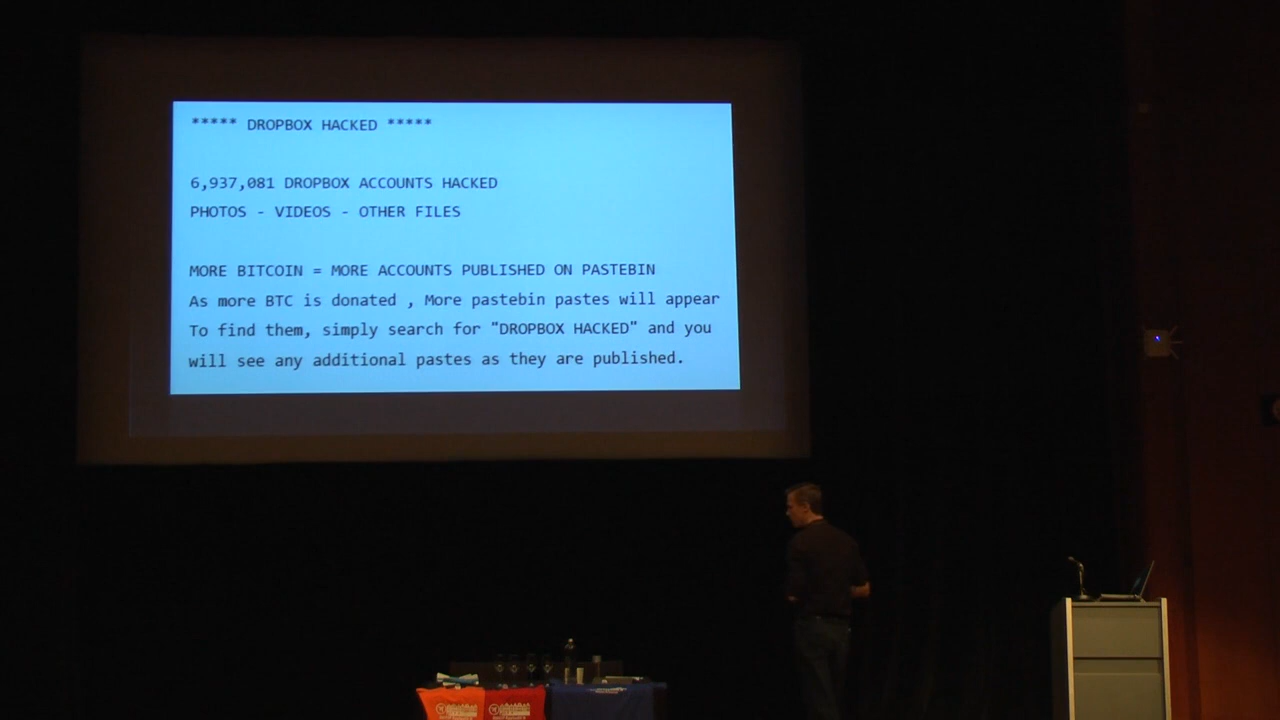 ***** DROPBOX HACKED *****
6,937,081 DROPBOX ACCOUNTS HACKED
PHOTOS - VIDEOS - OTHER FILES
MORE BITCOIN = MORE ACCOUNTS PUBLISHED ON PASTEBIN
As more BTC is donated , More pastebin pastes will appear
To find them, simply search for "DROPBOX HACKED" and you
will see any additional pastes as they are published.